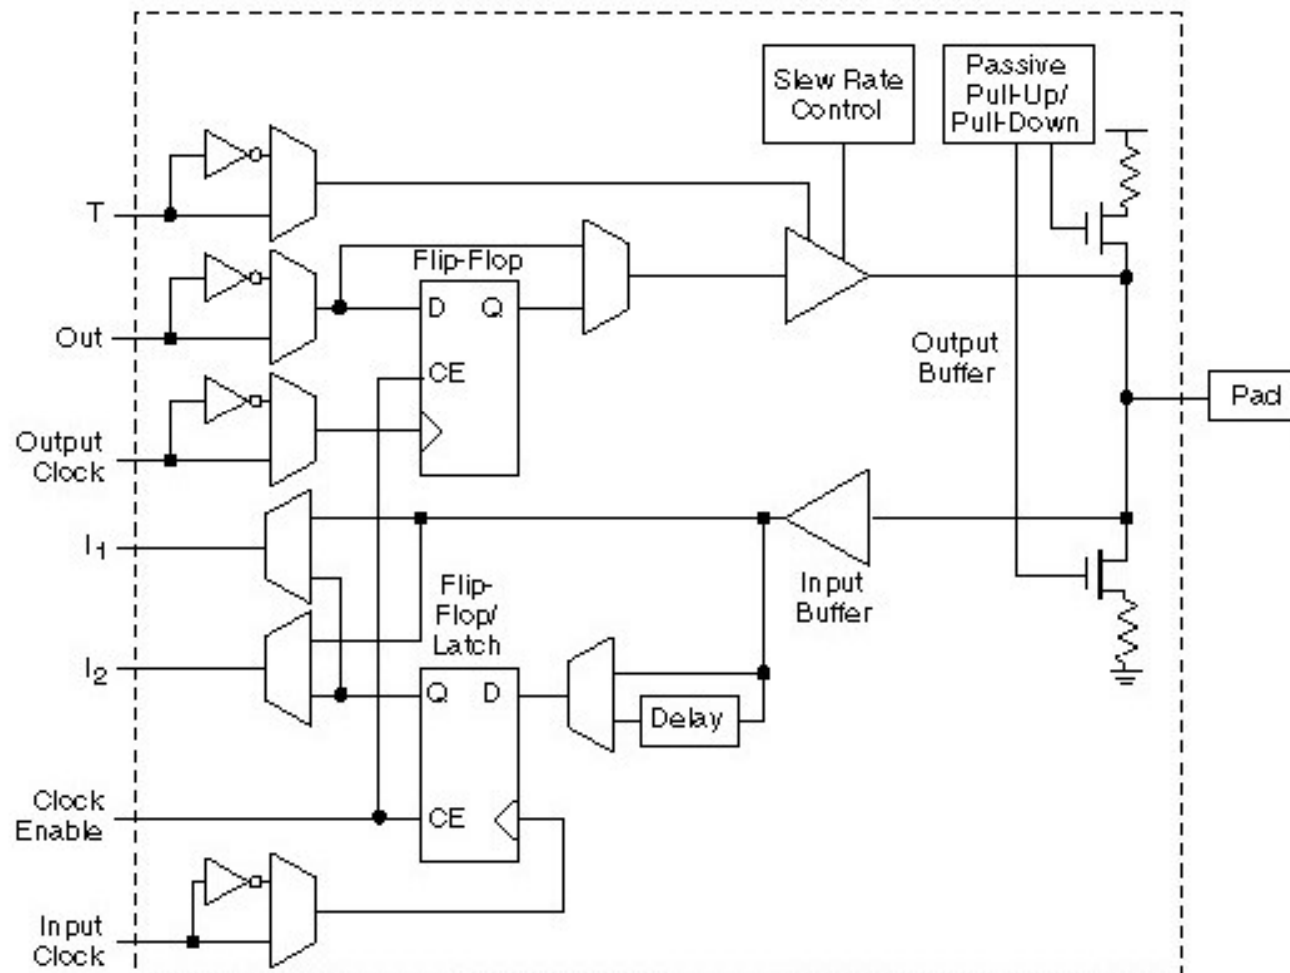 Slew Rate
Control
Passive
Pull-Up/
Pull-Down
T
Flip-Flop
D Q
Out
CE
Output
Buffer
Pad
Output
Clock
I1
Flip-
Flop/
Latch
Input
Buffer
I2
Q D
Delay
Clock
Enable
CE
Input
Clock